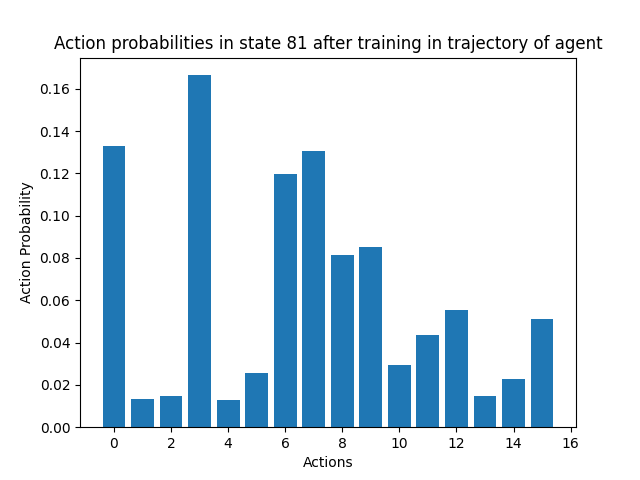 Action probabilities in state 81 after training in trajectory of agent
0.16
0.14
0.12
0.10
0.08
0.06
0.04
0.02
0.00
Action Probability
0 2 4 6 8 10 12 14 16
Actions